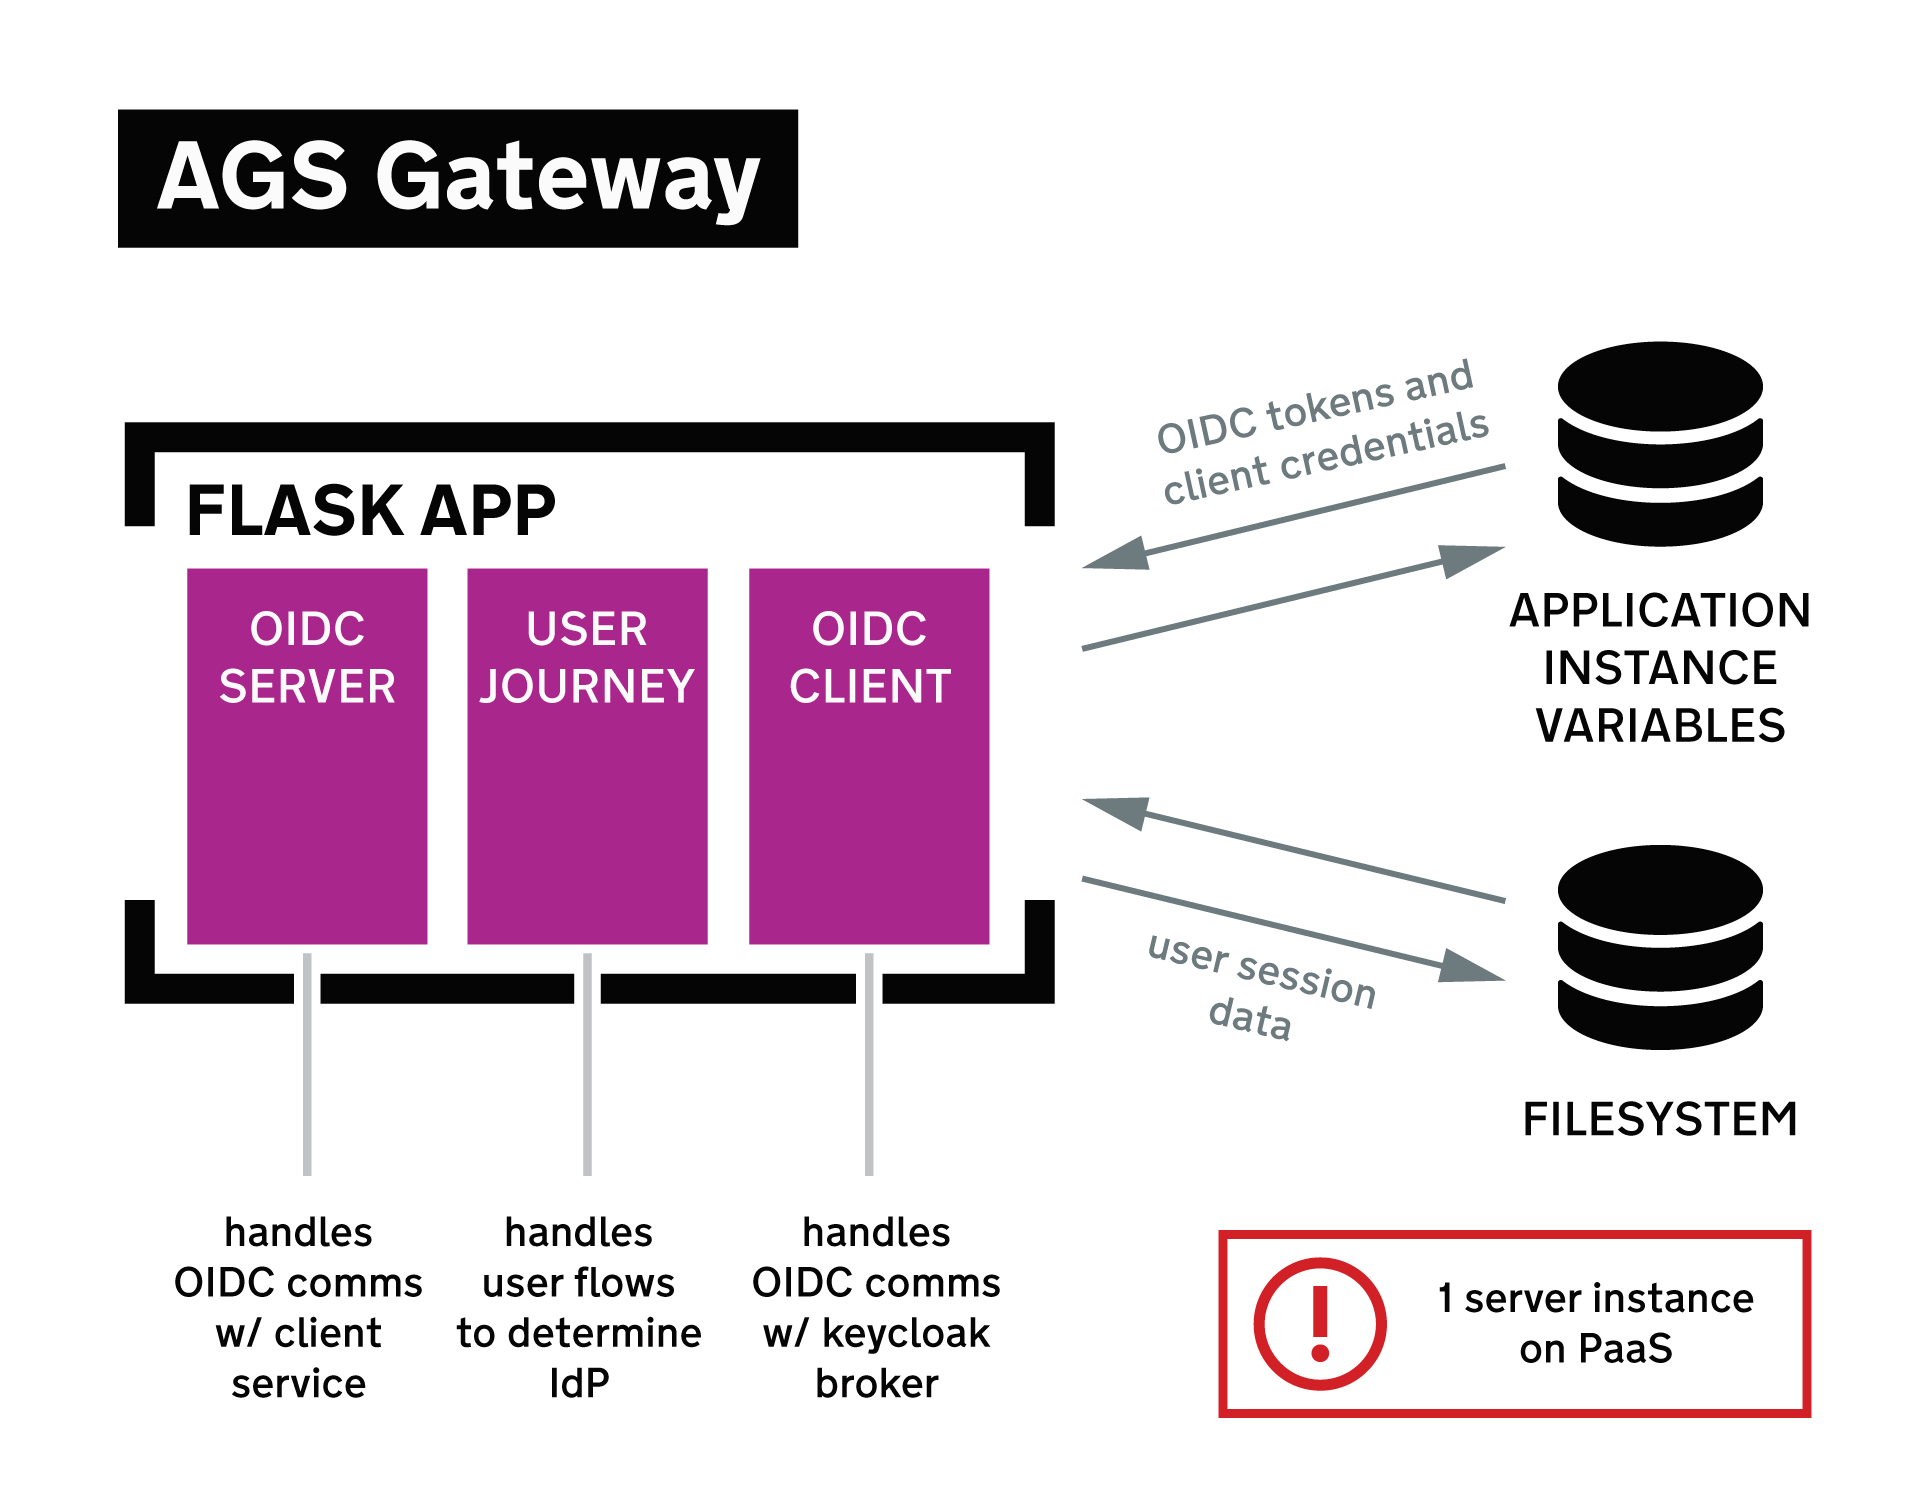 AGS Gateway
FLASK APP
OIDC
SERVER
USER
JOURNEY
OIDC
CLIENT
OIDC tokens and
client credentials
APPLICATION
INSTANCE
VARIABLES
user session
data
FILESYSTEM
handles
OIDC comms
w/ client
service
handles
user flows
to determine
IdP
handles
OIDC comms
w/ keycloak
broker
1 server instance
on PaaS